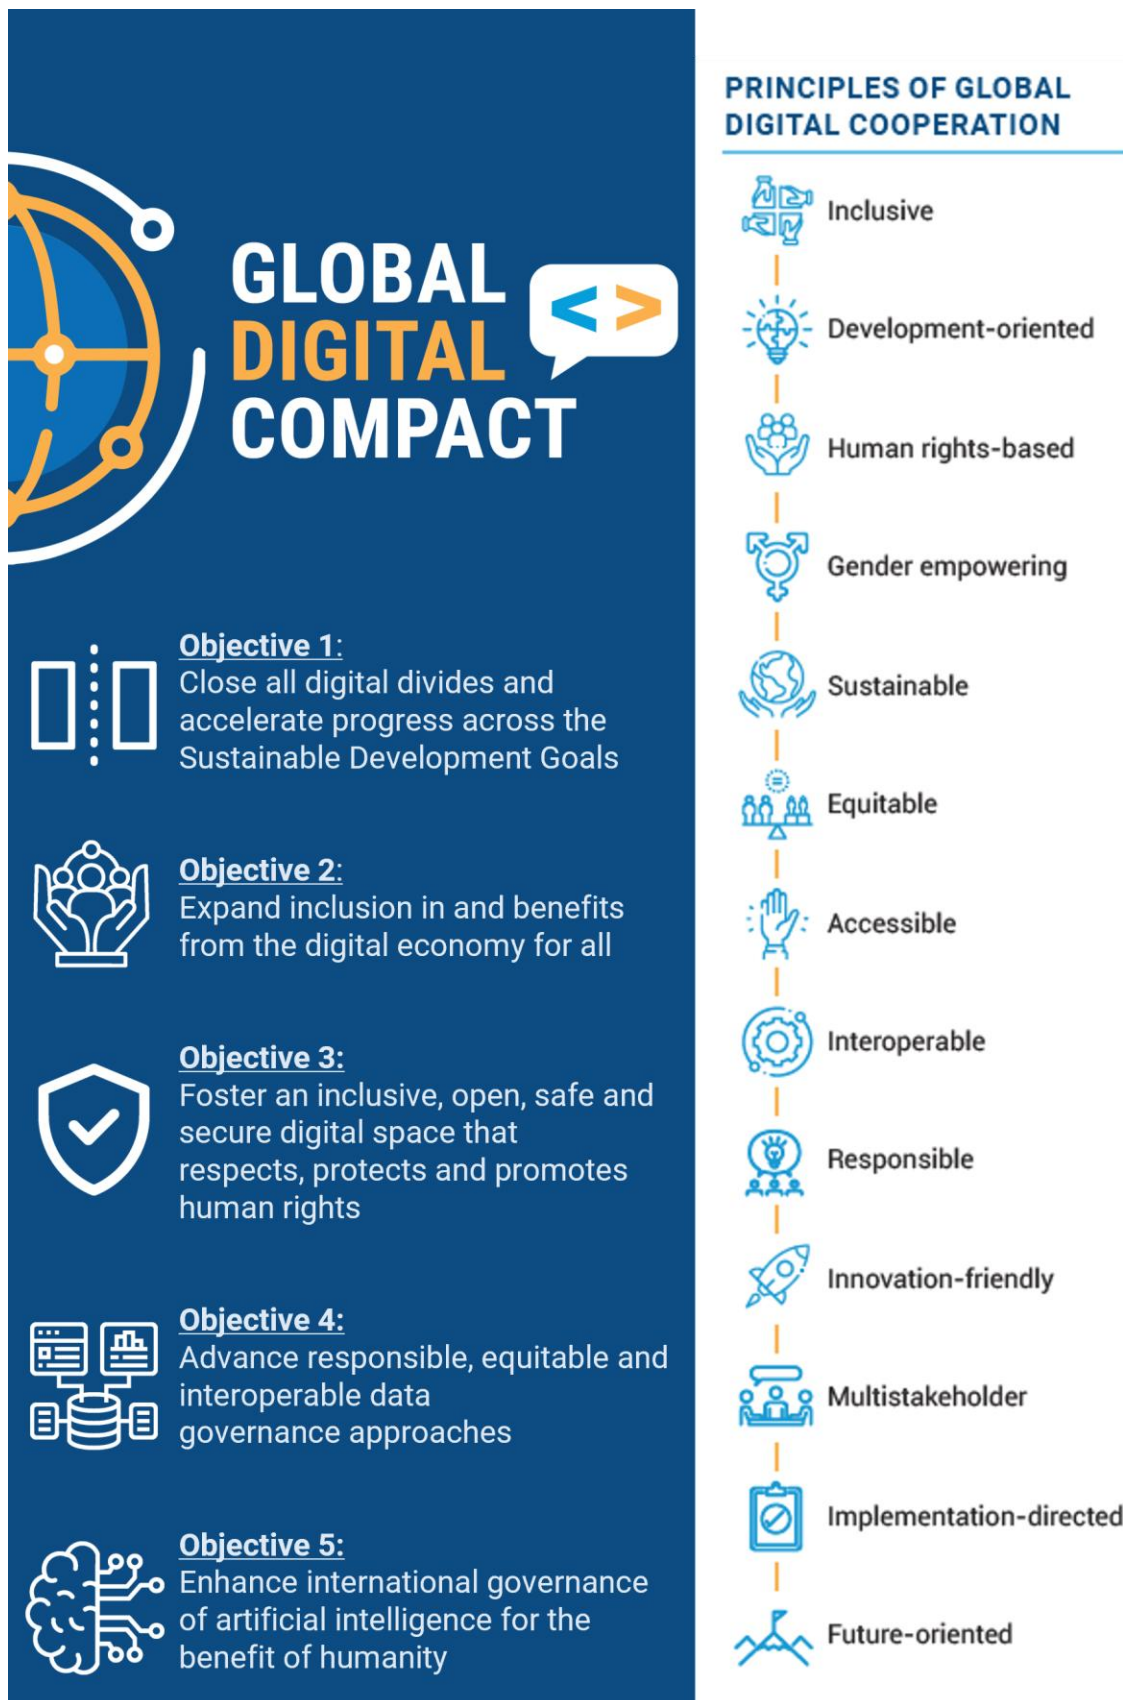 GLOBAL
DIGITAL
COMPACT
< >
Objective 1:
Close all digital divides and
accelerate progress across the
Sustainable Development Goals
Objective 2:
Expand inclusion in and benefits
from the digital economy for all
Objective 3:
Foster an inclusive, open, safe and
secure digital space that
respects, protects and promotes
human rights
Objective 4:
Advance responsible, equitable and
interoperable data
governance approaches
Objective 5:
Enhance international governance
of artificial intelligence for the
benefit of humanity
PRINCIPLES OF GLOBAL
DIGITAL COOPERATION
Inclusive
Development-oriented
Human rights-based
Gender empowering
Sustainable
Equitable
Accessible
Interoperable
Responsible
Innovation-friendly
Multistakeholder
Implementation-directed
Future-oriented